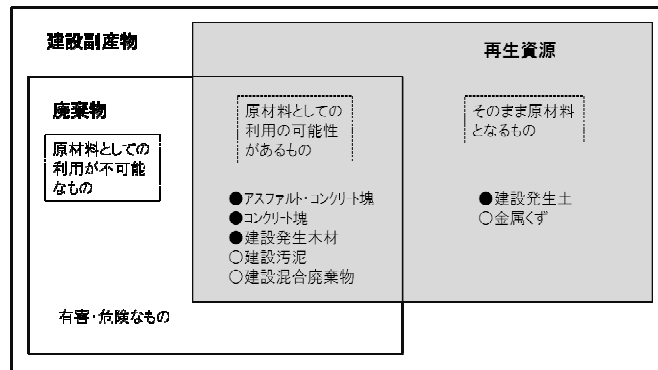 建設副産物
再生資源
廃棄物
原材料としての
利用が不可能
なもの
原材料としての
利用の可能性
があるもの
そのまま原材料
となるもの
●アスファルト・コンクリート塊
●コンクリート塊
●建設発生木材
○建設汚泥
○建設混合廃棄物
●建設発生土
○金属くず
有害・危険なもの